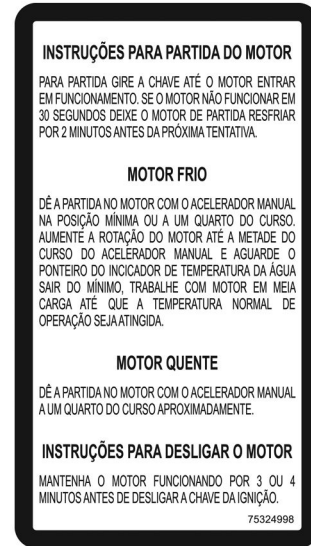 INSTRUÇÕES PARA PARTIDA DO MOTOR
PARA PARTIDA GIRE A CHAVE ATÉ O MOTOR ENTRAR
EM FUNCIONAMENTO. SE O MOTOR NÃO FUNCIONAR EM
30 SEGUNDOS DEIXE O MOTOR DE PARTIDA RESFRIAR
POR 2 MINUTOS ANTES DA PRÓXIMA TENTATIVA.
MOTOR FRIO
DÊ A PARTIDA NO MOTOR COM O ACELERADOR MANUAL
NA POSIÇÃO MÍNIMA OU A UM QUARTO DO CURSO.
AUMENTE A ROTAÇÃO DO MOTOR ATÉ A METADE DO
CURSO DO ACELERADOR MANUAL E AGUARDE O
PONTEIRO DO INCICADOR DE TEMPERATURA DA ÁGUA
SAIR DO MÍNIMO, TRABALHE COM MOTOR EM MEIA
CARGA ATÉ QUE A TEMPERATURA NORMAL DE
OPERAÇÃO SEJA ATINGIDA.
MOTOR QUENTE
DÊ A PARTIDA NO MOTOR COM O ACELERADOR MANUAL
A UM QUARTO DO CURSO APROXIMADAMENTE.
INSTRUÇÕES PARA DESLIGAR O MOTOR
MANTENHA O MOTOR FUNCIONANDO POR 3 OU 4
MINUTOS ANTES DE DESLIGAR A CHAVE DA IGNIÇÃO.
75324998